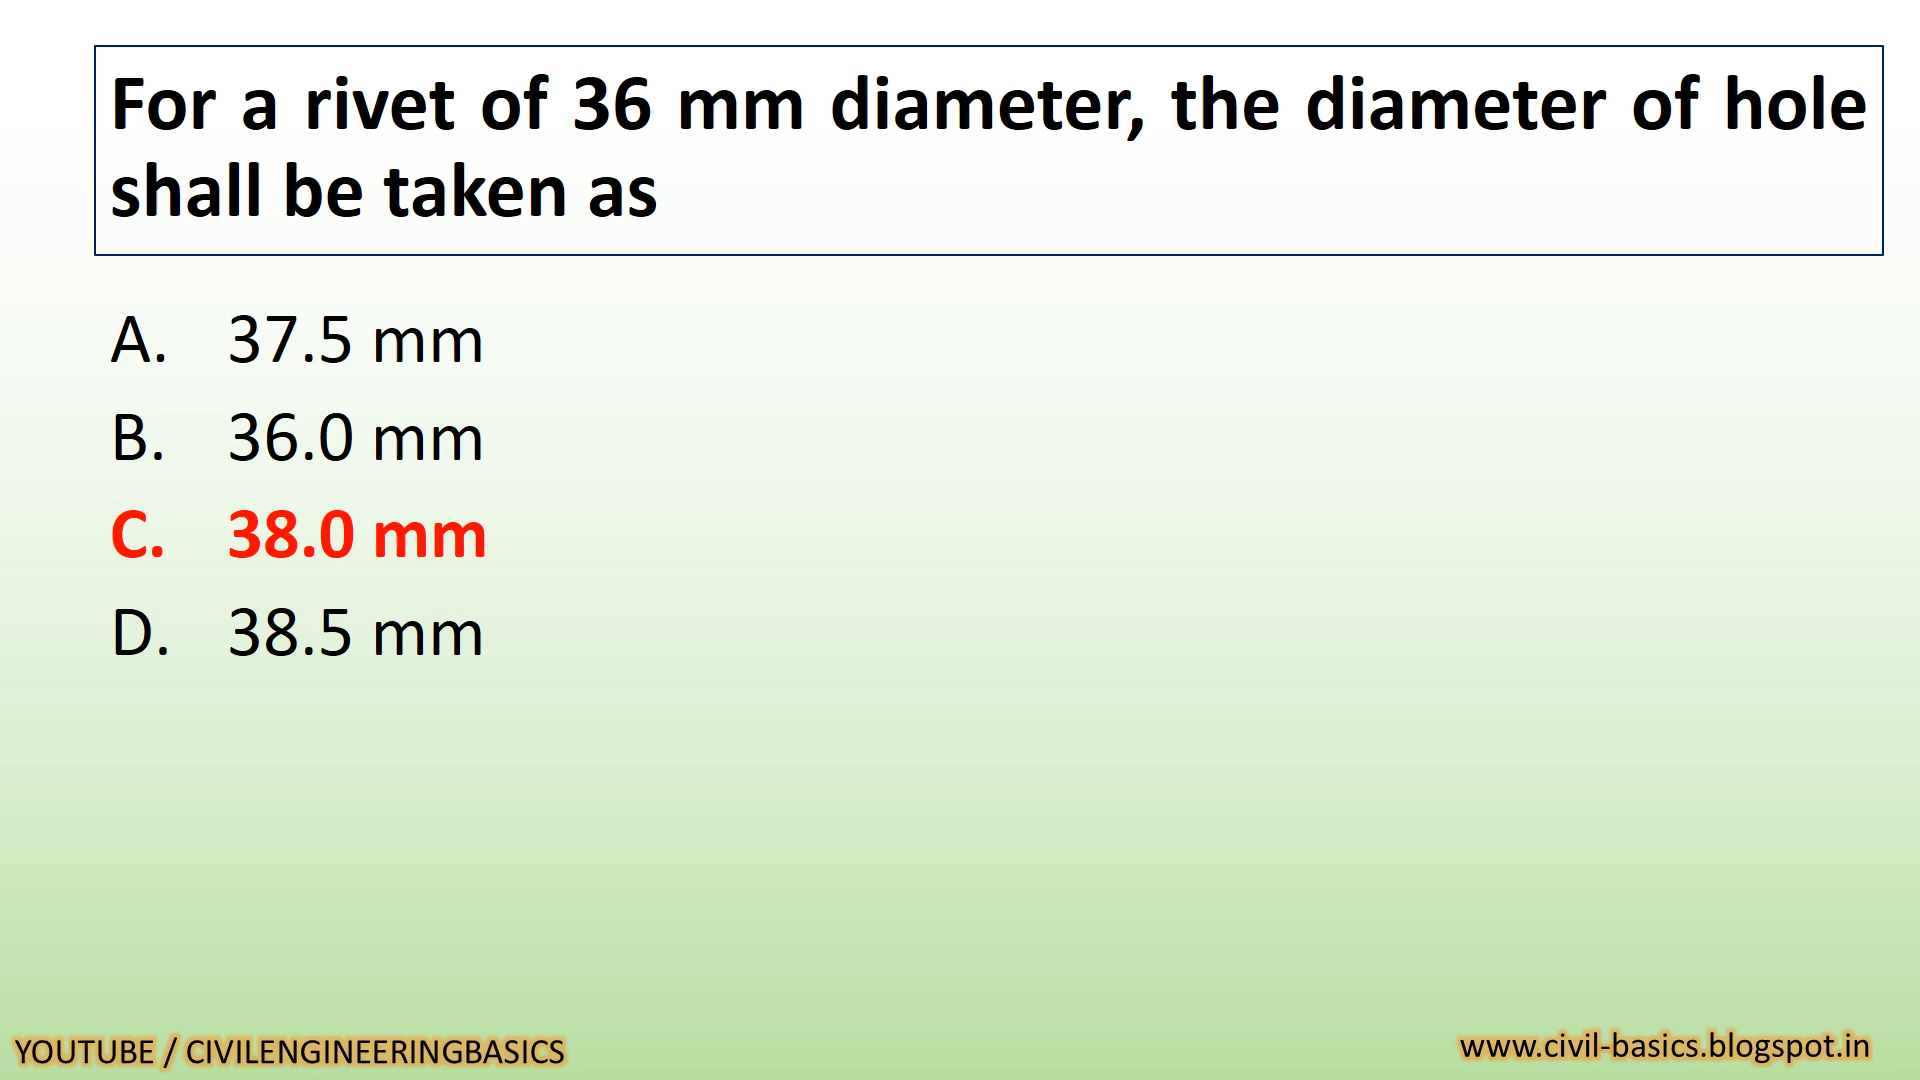 For a rivet of 36 mm diameter, the diameter of hole
shall be taken as
A. 37.5 mm
B. 36.0 mm
C. 38.0 mm
D. 38.5 mm
YOUTUBE / CIVILENGINEERINGBASICS
www.civil-basics.blogspot.in